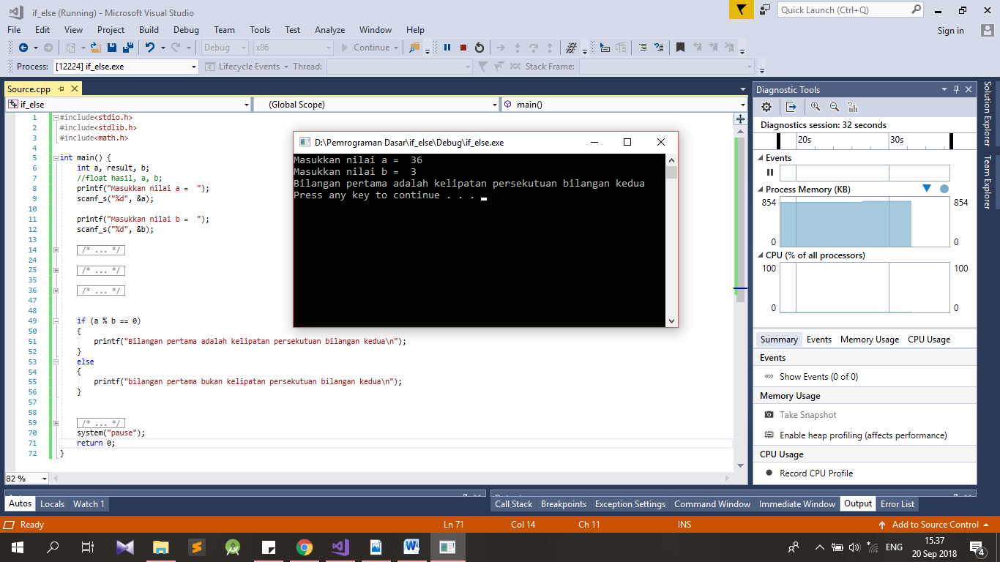 if_else (Running) - Microsoft Visual Studio
Quick Launch (Ctrl+Q)
File Edit View Project Build Debug Team Tools Test Analyze Window Help
Sign in
Debug x86 Continue
Process: [12224] if_else.exe Lifecycle Events Thread: Stack Frame:
Source.cpp
if_else (Global Scope) main()
1 #include<stdio.h>
2 #include<stdlib.h>
3 #include<math.h>
4
5 int main() {
6 int a, result, b;
7 //float hasil, a, b;
8 printf("Masukkan nilai a =  ");
9 scanf_s("%d", &a);
10
11 printf("Masukkan nilai b =  ");
12 scanf_s("%d", &b);
13
14 /* ... */
24
25 /* ... */
35
36 /* ... */
47
48
49 if (a % b == 0)
50 {
51 printf("Bilangan pertama adalah kelipatan persekutuan bilangan kedua\n");
52 }
53 else
54 {
55 printf("bilangan pertama bukan kelipatan persekutuan bilangan kedua\n");
56 }
57
58
59 /* ... */
70 system("pause");
71 return 0;
72 }
82 %
D:\Pemrograman Dasar\if_else\Debug\if_else.exe
Masukkan nilai a =  36
Masukkan nilai b =  3
Bilangan pertama adalah kelipatan persekutuan bilangan kedua
Press any key to continue . . .
Diagnostic Tools
Diagnostics session: 32 seconds
20s 30s
Events
Process Memory (KB)
854 854
0 0
CPU (% of all processors)
100 100
0 0
Summary Events Memory Usage CPU Usage
Events
Show Events (0 of 0)
Memory Usage
Take Snapshot
Enable heap profiling (affects performance)
CPU Usage
Record CPU Profile
Solution Explorer
Team Explorer
Autos Locals Watch 1
Call Stack Breakpoints Exception Settings Command Window Immediate Window Output Error List
Ready Ln 71 Col 14 Ch 11 INS Add to Source Control
ENG
15.37
20 Sep 2018
4